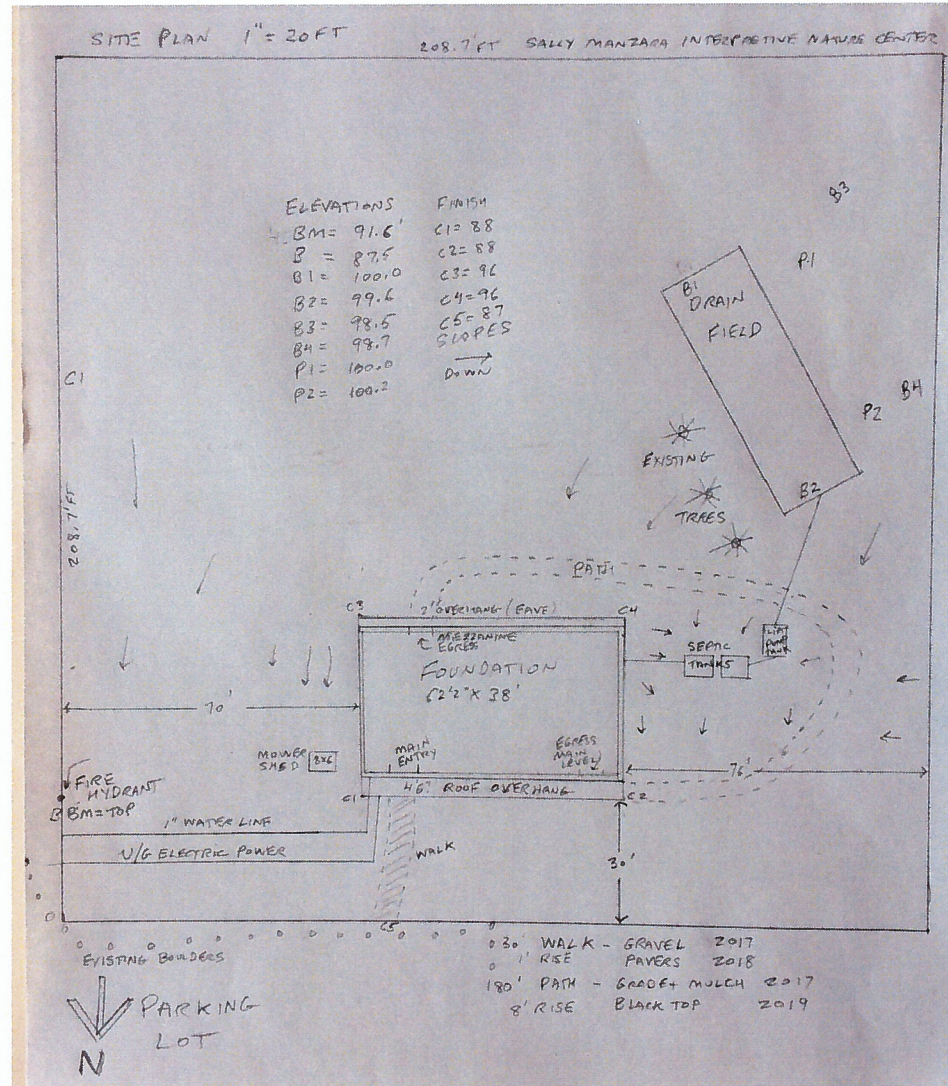 SITE PLAN 1"= 20FT
208.7'FT SALLY MANZARA INTERPRETIVE NATURE CENTER
ELEVATIONS
BM= 91.6'
B = 87.5
B1= 100.0
B2= 99.6
B3= 98.5
B4= 98.7
P1= 100.0
P2= 100.2
FINISH
C1= 88
C2= 88
C3= 96
C4=96
C5=87
SLOPES
DOWN
B3
P-1
B1
DRAIN
FIELD
C1
B4
P2
EXISTING
B2
TREES
208.7'FT
PATH
C3
2' OVERHANG (EAVE)
C4
MEZZANINE
EGRESS
LIFT
PUMP
TANK
SEPTIC
TANKS
FOUNDATION
62'2" X 38'
70'
MAIN
ENTRY
EGRESS
MAIN
LEVEL
MOWER
SHED
8X6
76'
FIRE
HYDRANT
B BM=TOP
C1
4'6" ROOF OVERHANG
C2
1" WATER LINE
U/G ELECTRIC POWER
WALK
30'
C5
EXISTING BOULDERS
30' WALK - GRAVEL 2017
1' RISE PAVERS 2018
180' PATH - GRADE+ MULCH 2017
8' RISE BLACK TOP 2019
PARKING
LOT
N